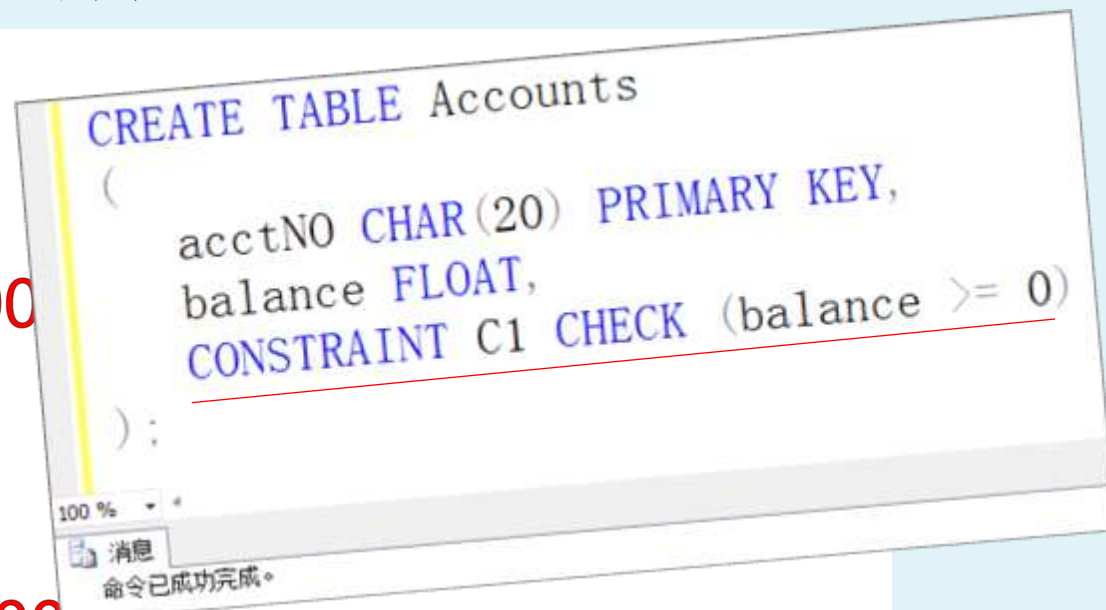 CREATE TABLE Accounts
(
acctNO CHAR(20) PRIMARY KEY,
balance FLOAT,
CONSTRAINT C1 CHECK (balance >= 0)
);
100 %
消息
命令已成功完成。